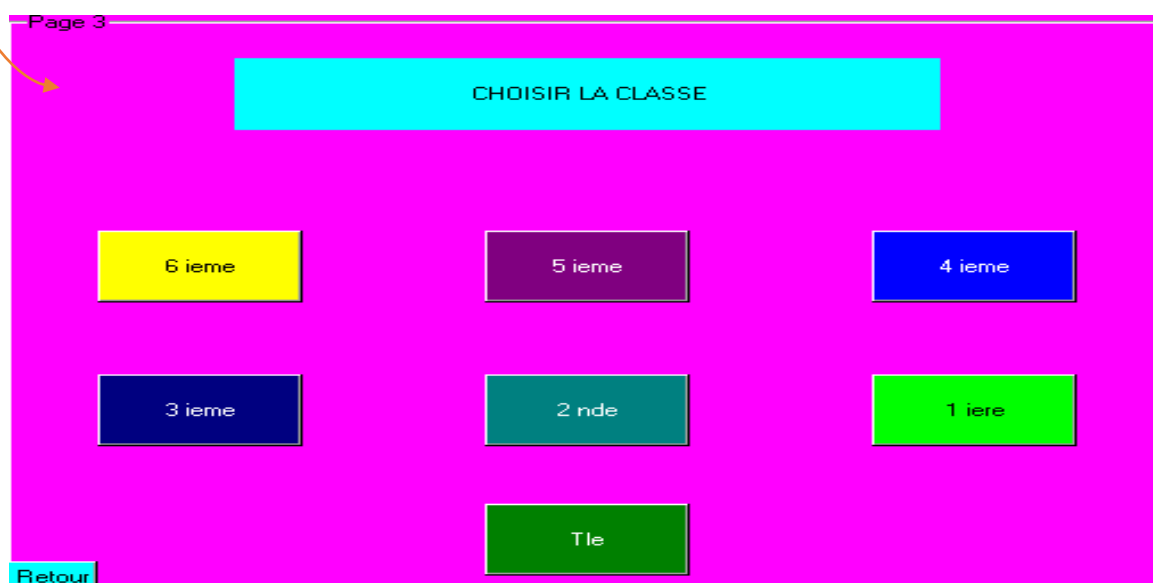 Page 3
CHOISIR LA CLASSE
6 ieme
5 ieme
4 ieme
3 ieme
2 nde
1 iere
Tle
Retour